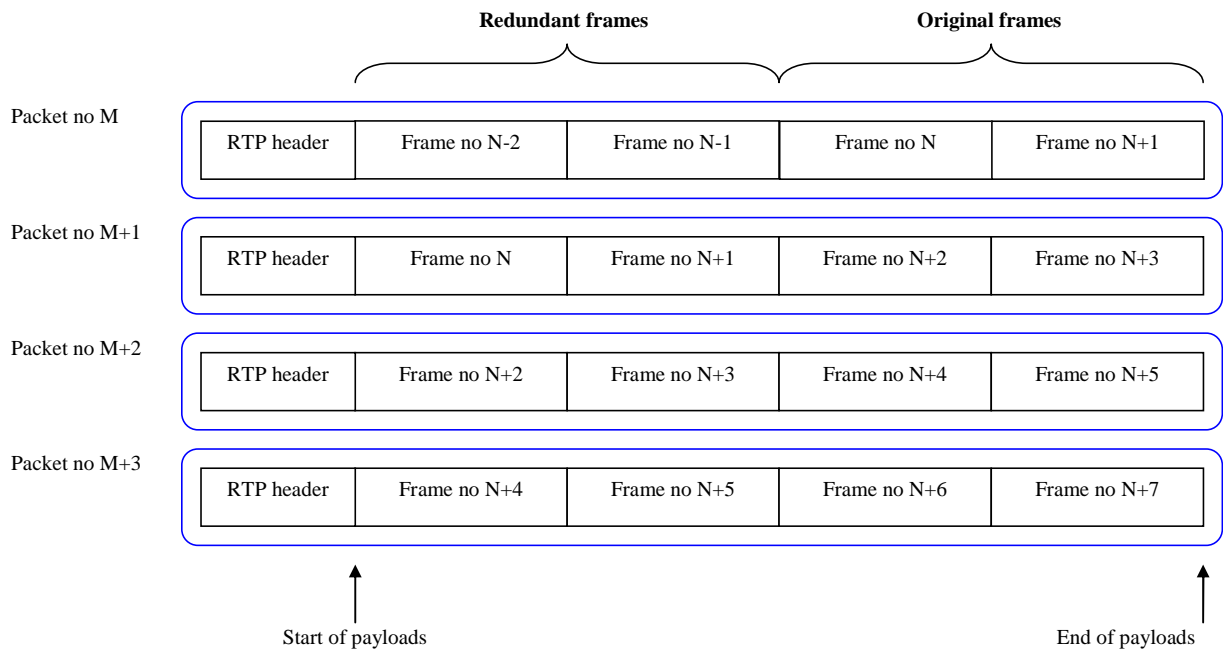 Redundant frames Original frames
Packet no M
RTP header Frame no N-2 Frame no N-1 Frame no N Frame no N+1
Packet no M+1
RTP header Frame no N Frame no N+1 Frame no N+2 Frame no N+3
Packet no M+2
RTP header Frame no N+2 Frame no N+3 Frame no N+4 Frame no N+5
Packet no M+3
RTP header Frame no N+4 Frame no N+5 Frame no N+6 Frame no N+7
Start of payloads End of payloads